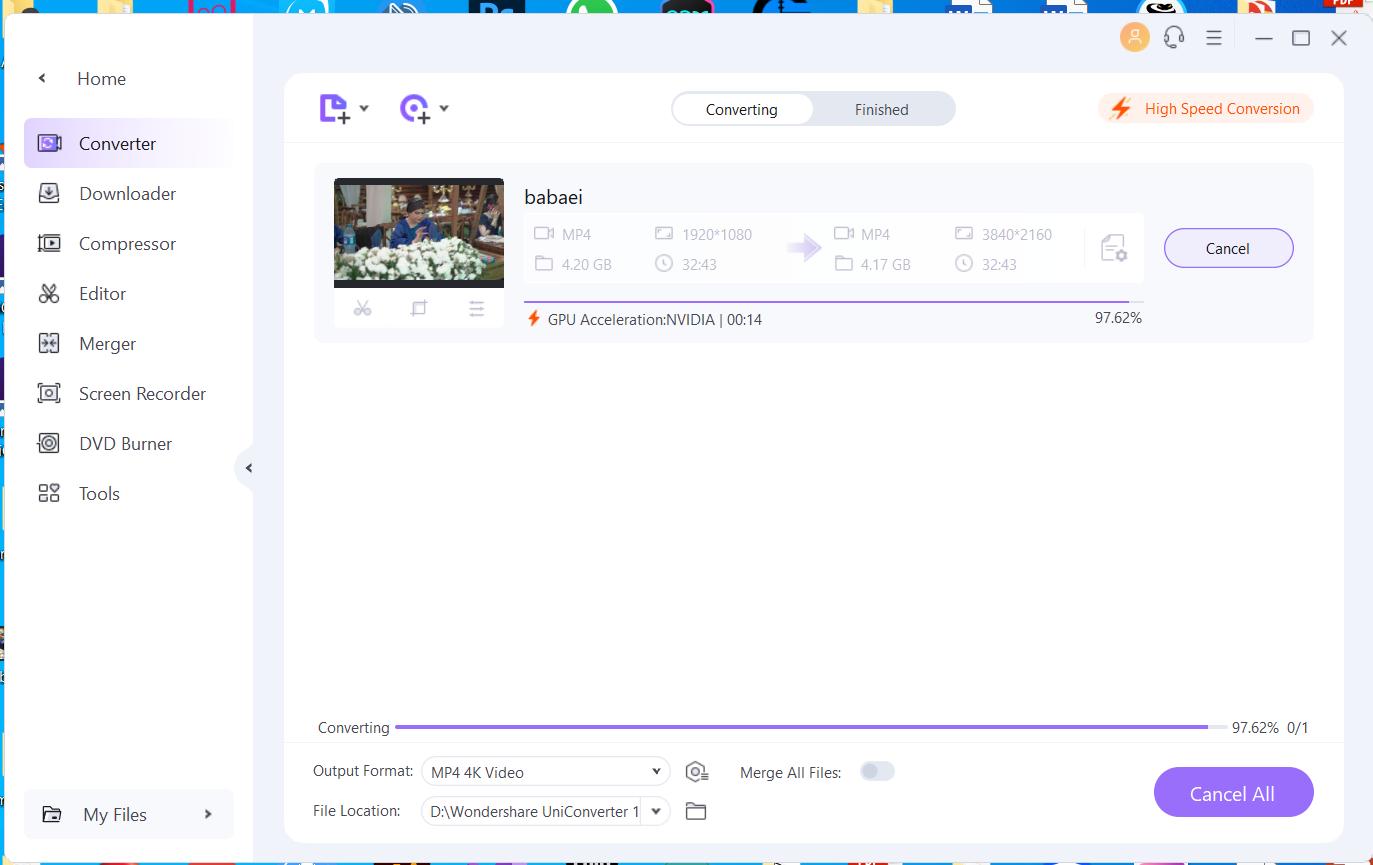 PDF
Home
Converter
Downloader
Compressor
Editor
Merger
Screen Recorder
DVD Burner
Tools
My Files
Converting
Finished
High Speed Conversion
babaei
MP4 1920*1080 MP4 3840*2160
4.20 GB 32:43 4.17 GB 32:43
Cancel
GPU Acceleration:NVIDIA | 00:14 97.62%
Converting 97.62% 0/1
Output Format: MP4 4K Video Merge All Files:
File Location: D:\Wondershare UniConverter 1
Cancel All